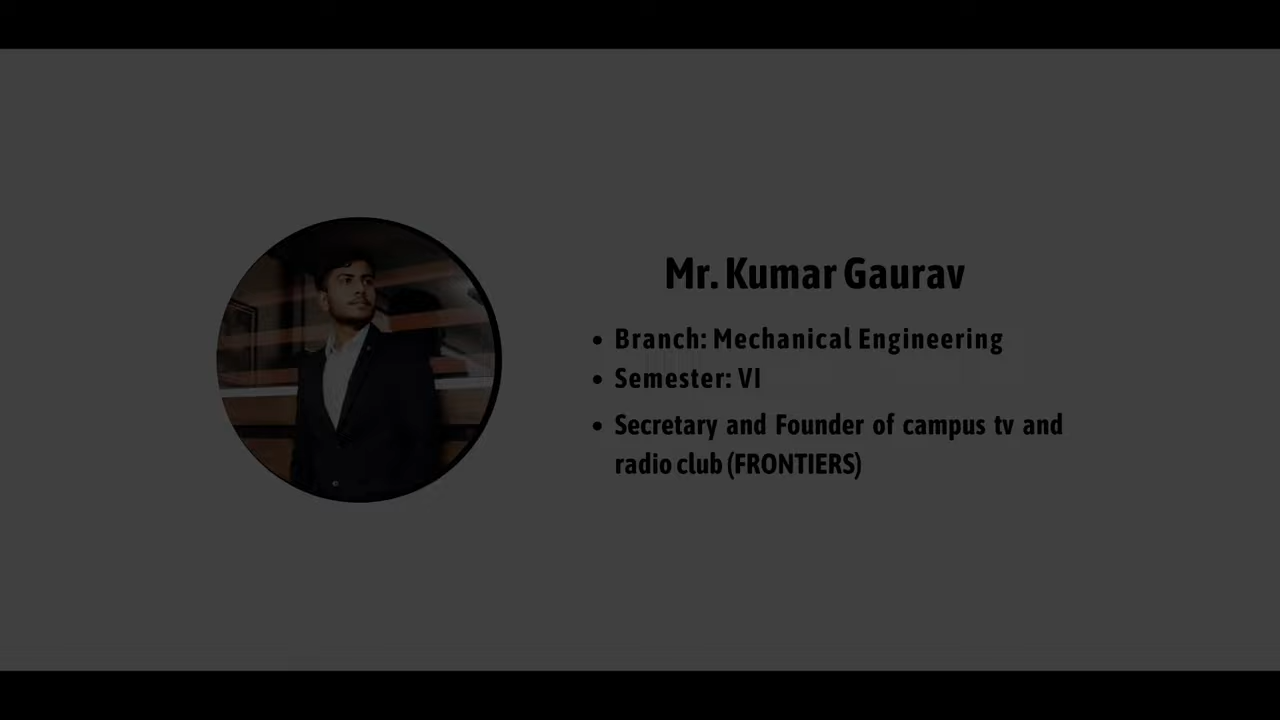 Mr. Kumar Gaurav
• Branch: Mechanical Engineering
• Semester: VI
• Secretary and Founder of campus tv and
radio club (FRONTIERS)